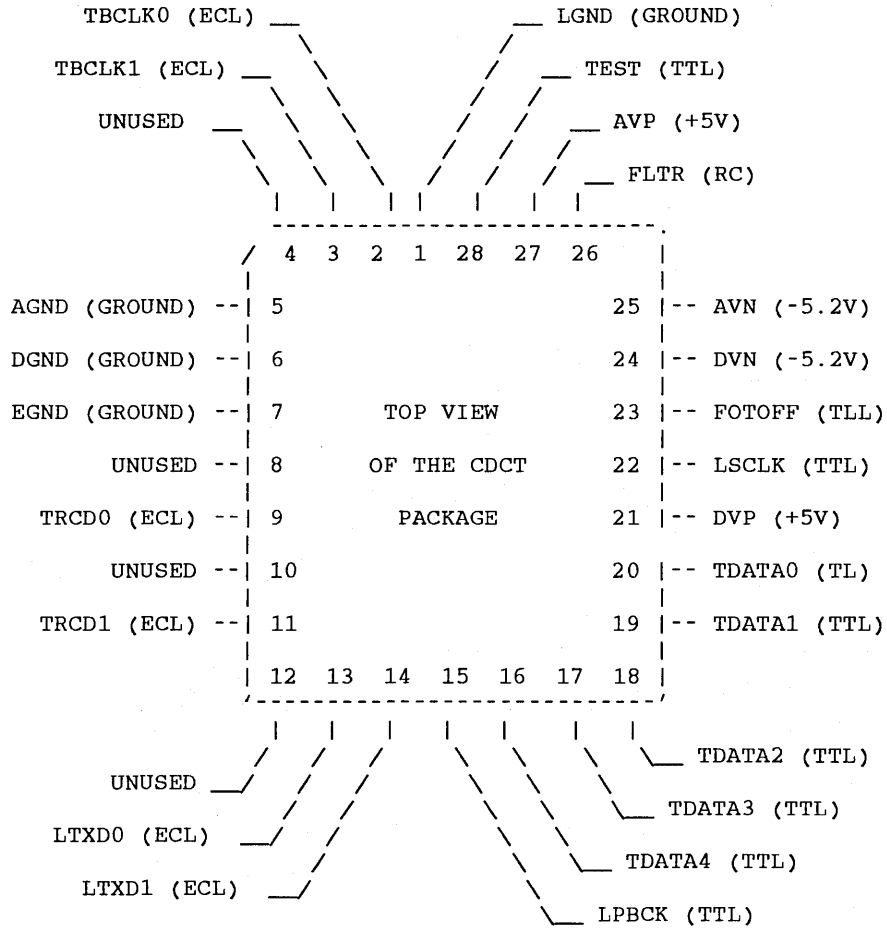 TBCLK0 (ECL) LGND (GROUND)
TBCLK1 (ECL) TEST (TTL)
UNUSED AVP (+5V)
FLTR (RC)
4 3 2 1 28 27 26
AGND (GROUND) -- 5 25 -- AVN (-5.2V)
DGND (GROUND) -- 6 24 -- DVN (-5.2V)
EGND (GROUND) -- 7 TOP VIEW 23 -- FOTOFF (TLL)
UNUSED -- 8 OF THE CDCT 22 -- LSCLK (TTL)
TRCD0 (ECL) -- 9 PACKAGE 21 -- DVP (+5V)
UNUSED -- 10 20 -- TDATA0 (TL)
TRCD1 (ECL) -- 11 19 -- TDATA1 (TTL)
12 13 14 15 16 17 18
TDATA2 (TTL)
UNUSED
TDATA3 (TTL)
LTXD0 (ECL)
TDATA4 (TTL)
LTXD1 (ECL)
LPBCK (TTL)